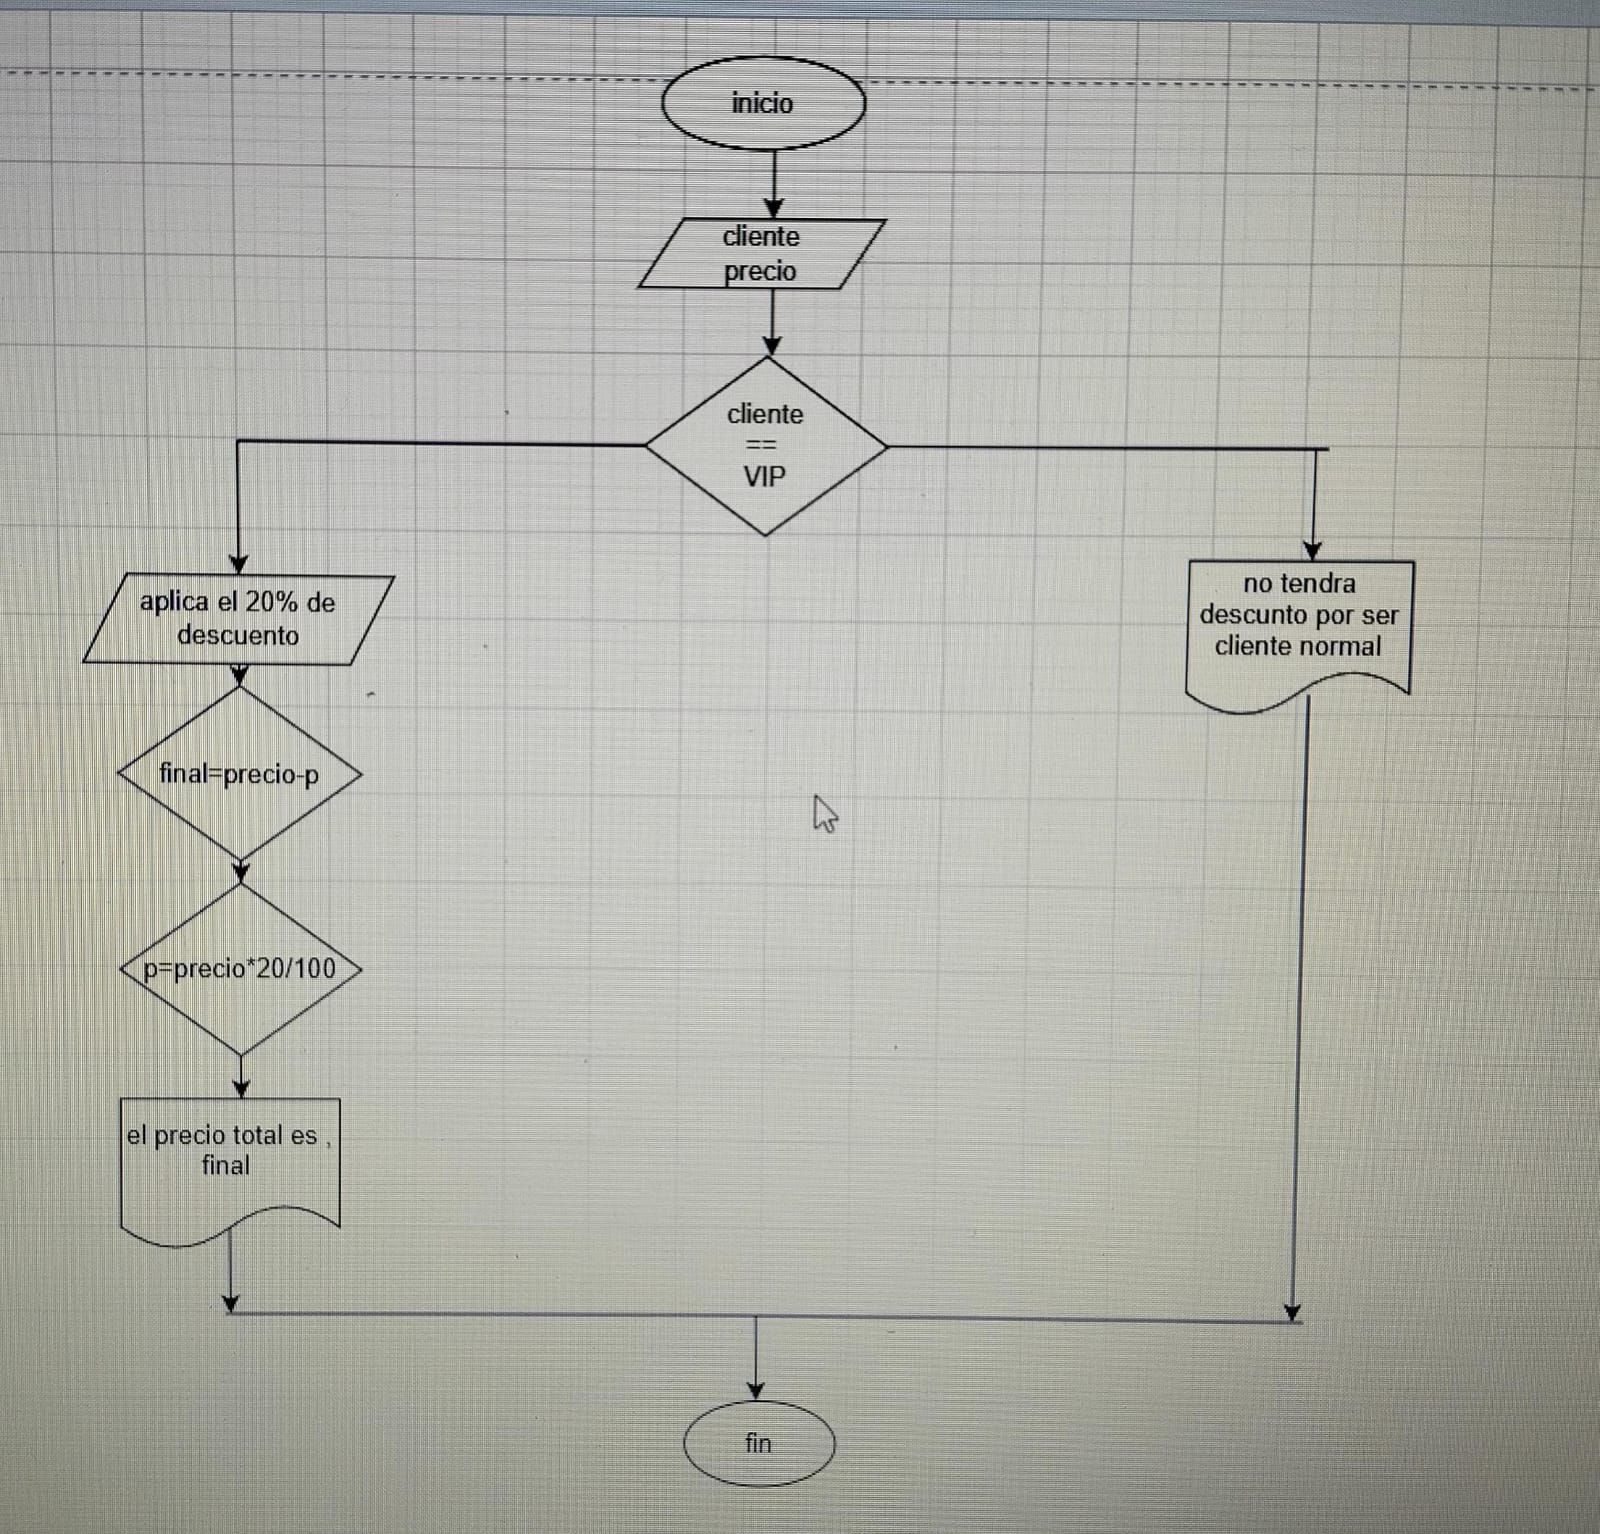 inicio
cliente
precio
cliente
==
VIP
aplica el 20% de
descuento
final=precio-p
p=precio*20/100
el precio total es ,
final
no tendra
descunto por ser
cliente normal
fin